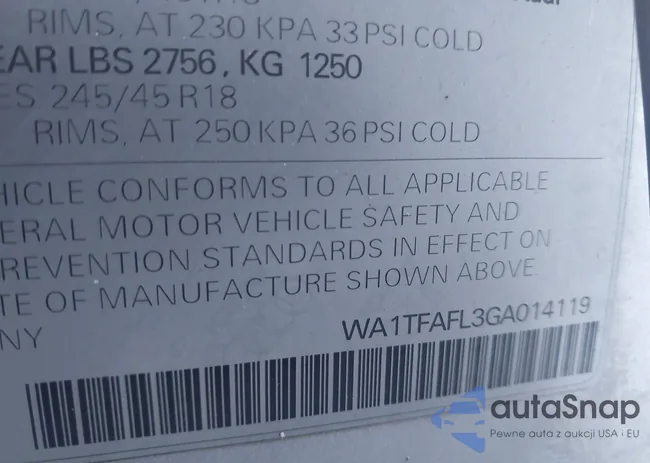 RIMS, AT 230 KPA 33 PSI COLD
EAR LBS 2756, KG 1250
ES 245/45 R18
RIMS, AT 250 KPA 36 PSI COLD
HICLE CONFORMS TO ALL APPLICABLE
ERAL MOTOR VEHICLE SAFETY AND
REVENTION STANDARDS IN EFFECT ON
TE OF MANUFACTURE SHOWN ABOVE.
NY
WA1TFAFL3GA014119
autaSnap
Pewne auta z aukcji USA i EU